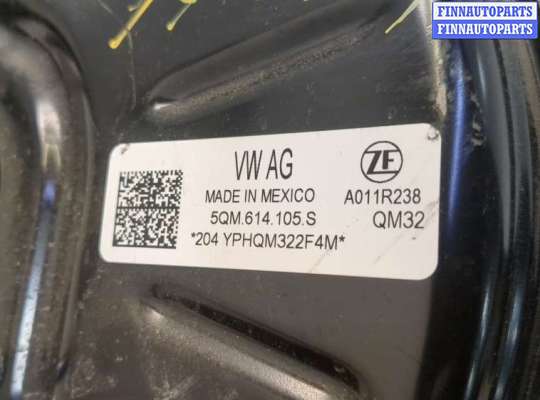 FINNAUTOPARTS
FINNAUTOPARTS
VW AG
ZF
MADE IN MEXICO
A011R238
5QM.614.105.S
QM32
*204 YPHQM322F4M*